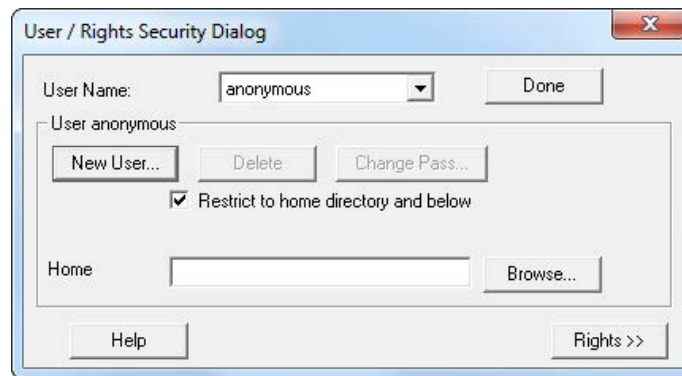 User / Rights Security Dialog
User Name: anonymous Done
User anonymous
New User... Delete Change Pass...
Restrict to home directory and below
Home Browse...
Help Rights >>